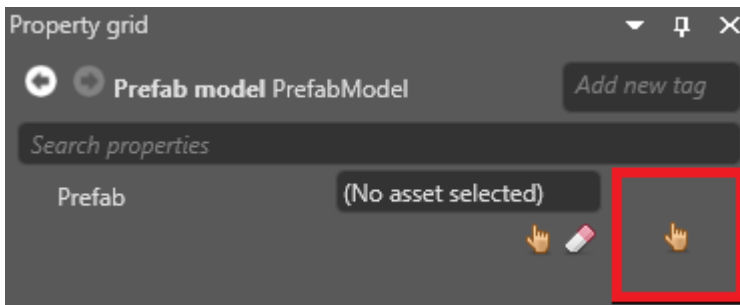 Property grid
Prefab model PrefabModel
Add new tag
Search properties
Prefab
(No asset selected)